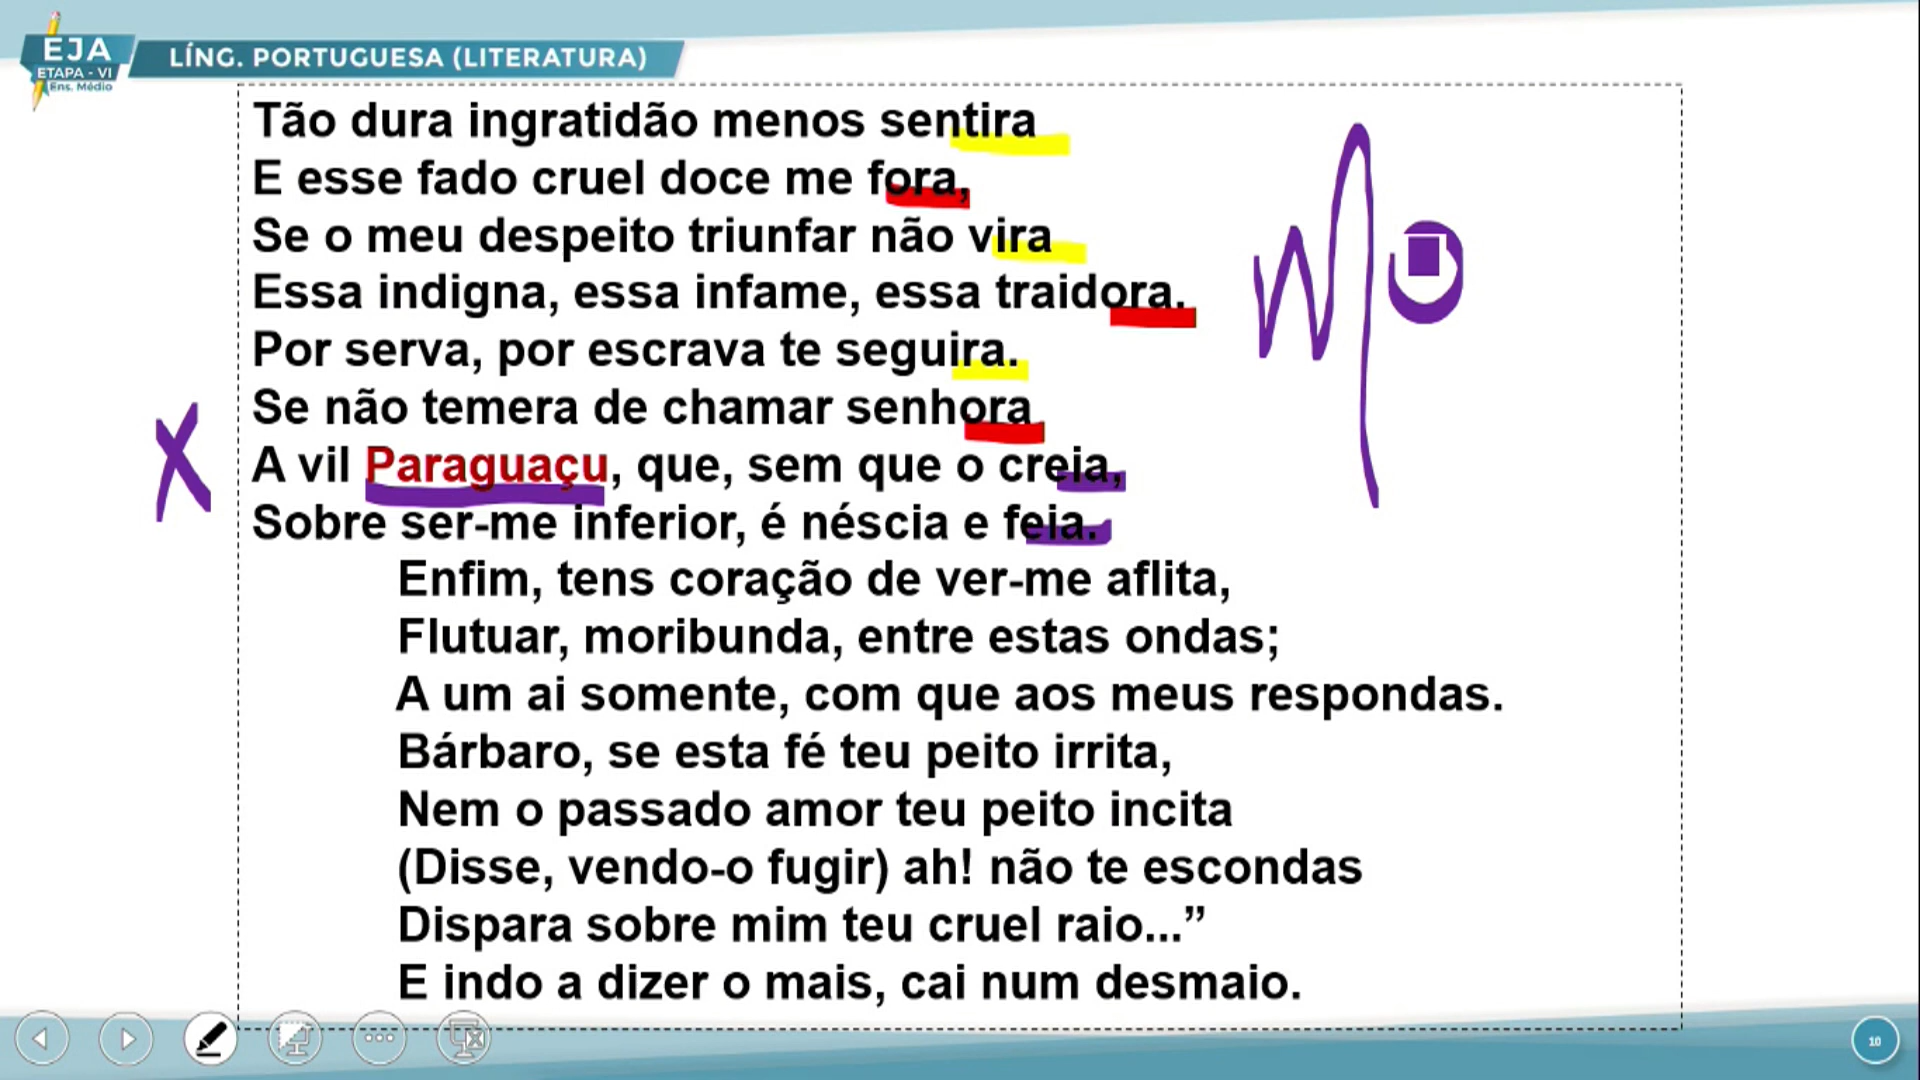 EJA
ETAPA - VI
Ens. Médio
LÍNG. PORTUGUESA (LITERATURA)
Tão dura ingratidão menos sentira
E esse fado cruel doce me fora,
Se o meu despeito triunfar não vira
Essa indigna, essa infame, essa traidora.
Por serva, por escrava te seguira.
Se não temera de chamar senhora
A vil Paraguaçu, que, sem que o creia,
Sobre ser-me inferior, é néscia e feia.
Enfim, tens coração de ver-me aflita,
Flutuar, moribunda, entre estas ondas;
A um ai somente, com que aos meus respondas.
Bárbaro, se esta fé teu peito irrita,
Nem o passado amor teu peito incita
(Disse, vendo-o fugir) ah! não te escondas
Dispara sobre mim teu cruel raio...”
E indo a dizer o mais, cai num desmaio.
X
10